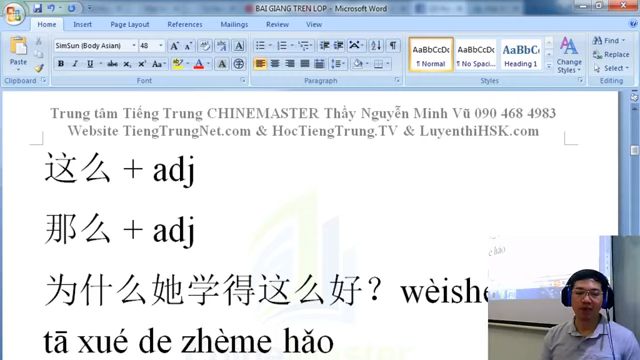 BAI GIANG TREN LOP - Microsoft Word
Home
Insert
Page Layout
References
Mailings
Review
View
Paste
SimSun (Body Asian)
48
AaBbCcDc
AaBbCcDc
AaBbCc
¶ Normal
¶ No Spaci...
Heading 1
Change
Styles
Find
Replace
Select
Clipboard
Font
Paragraph
Styles
Editing
Trung tâm Tiếng Trung CHINEMASTER Thầy Nguyễn Minh Vũ 090 468 4983
Website TiengTrungNet.com & HocTiengTrung.TV & LuyenthiHSK.com
这么 + adj
那么 + adj
为什么她学得这么好？wèishe
tā xué de zhème hǎo